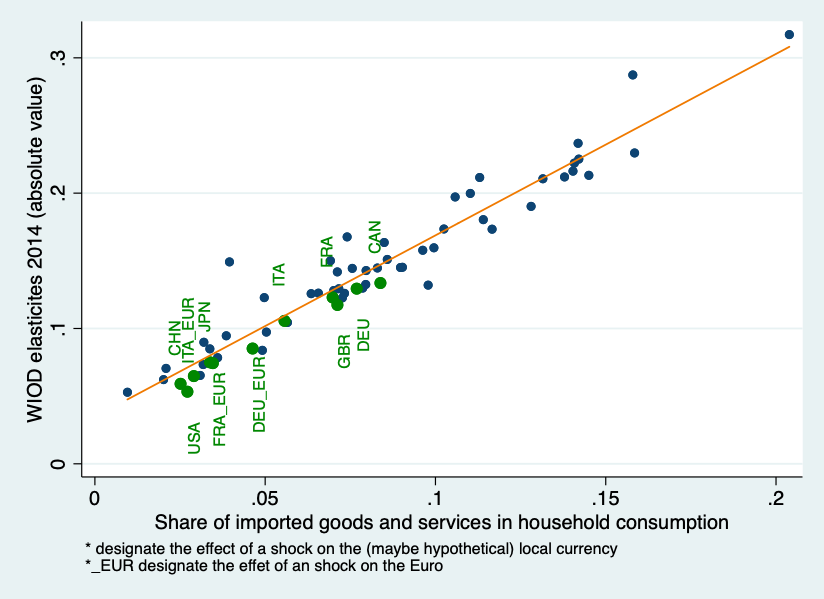 WIOD elasticites 2014 (absolute value)
.3
.2
.1
0
CHN
ITA_EUR
JPN
ITA
FRA
CAN
USA
FRA_EUR
DEU_EUR
GBR
DEU
0
.05
.1
.15
.2
Share of imported goods and services in household consumption
* designate the effect of a shock on the (maybe hypothetical) local currency
*_EUR designate the effet of an shock on the Euro